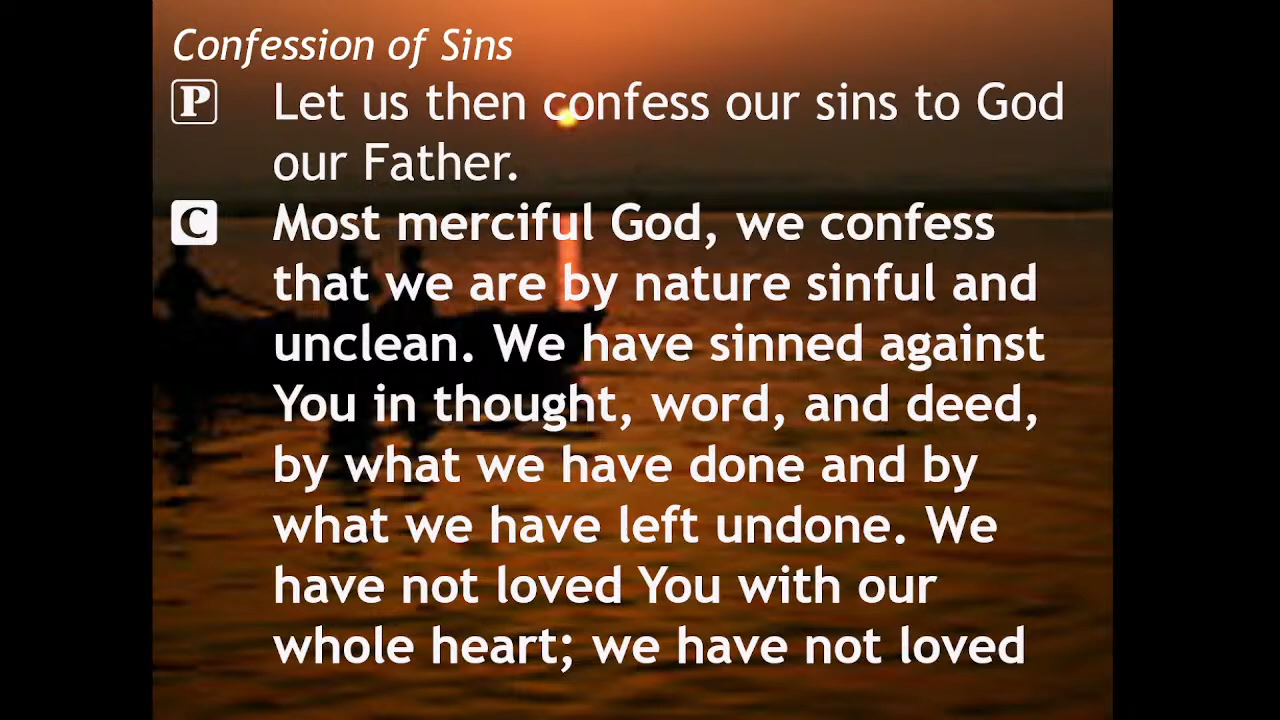 Confession of Sins
P Let us then confess our sins to God
our Father.
C Most merciful God, we confess
that we are by nature sinful and
unclean. We have sinned against
You in thought, word, and deed,
by what we have done and by
what we have left undone. We
have not loved You with our
whole heart; we have not loved